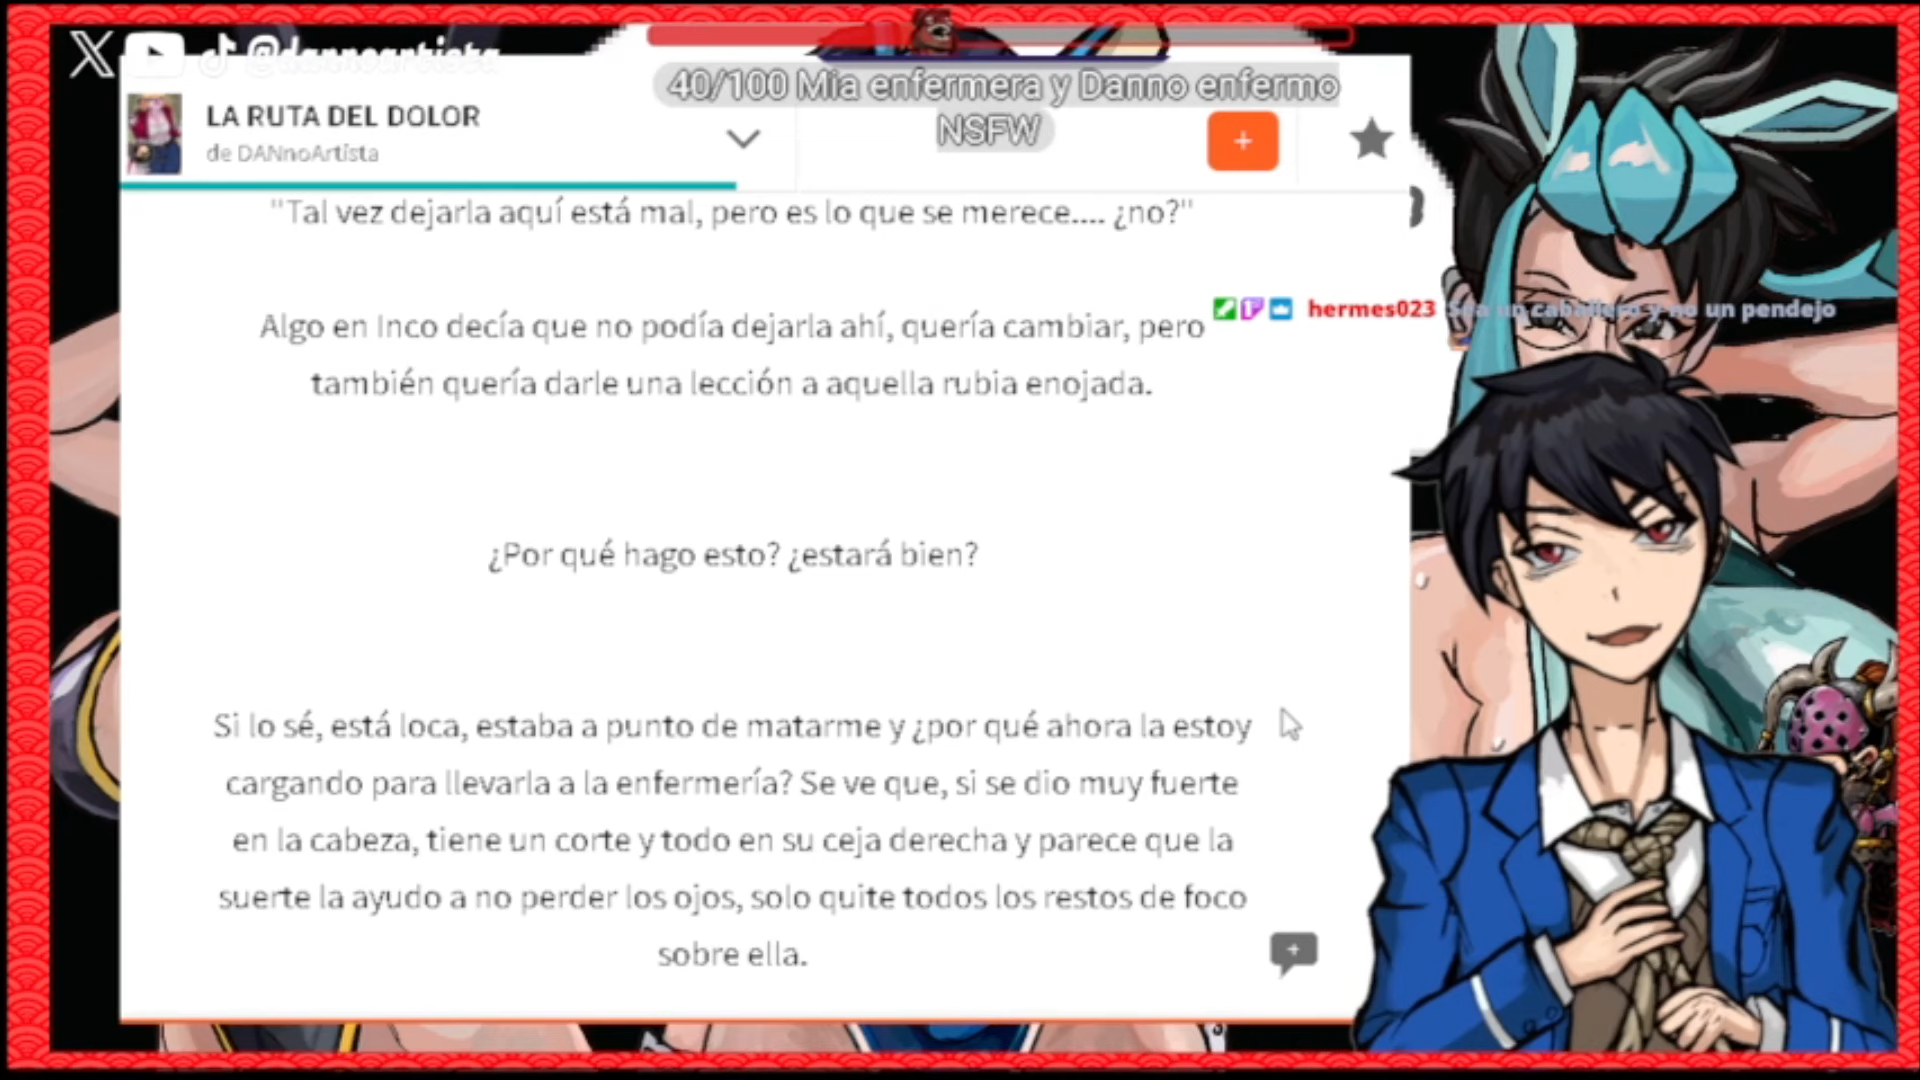 @dannoartista
40/100 Mia enfermera y Danno enfermo
NSFW
LA RUTA DEL DOLOR
de DANnoArtista
"Tal vez dejarla aquí está mal, pero es lo que se merece.... ¿no?"
hermes023 Sea un caballero y no un pendejo
Algo en Inco decía que no podía dejarla ahí, quería cambiar, pero
también quería darle una lección a aquella rubia enojada.
¿Por qué hago esto? ¿estará bien?
Si lo sé, está loca, estaba a punto de matarme y ¿por qué ahora la estoy
cargando para llevarla a la enfermería? Se ve que, si se dio muy fuerte
en la cabeza, tiene un corte y todo en su ceja derecha y parece que la
suerte la ayudo a no perder los ojos, solo quite todos los restos de foco
sobre ella.